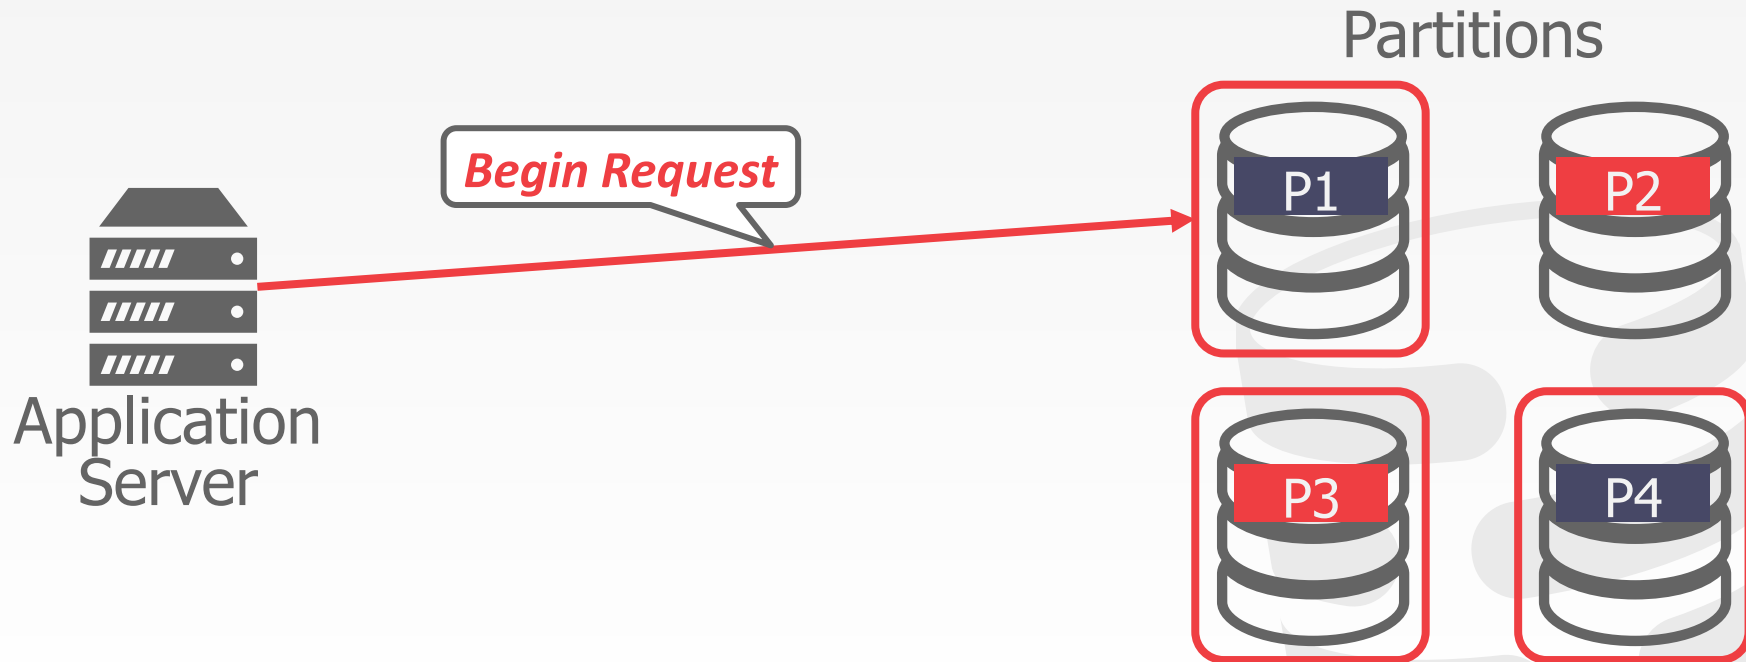 Partitions
Begin Request
P1
P2
Application
Server
P3
P4